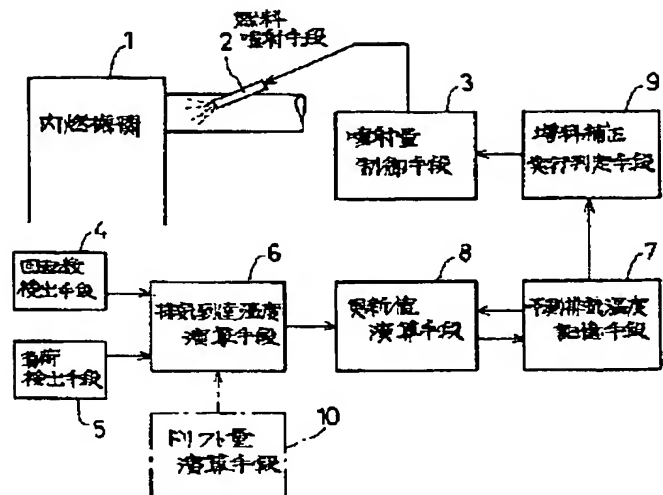 1
内燃機関
燃料
噴射手段
2
3
噴射量
制御手段
9
増料補正
実行判定手段
4
回転数
検出手段
負荷
検出手段
5
6
排気到達温度
演算手段
8
更新値
演算手段
7
予測排気温度
記憶手段
ドリフト量
演算手段
10